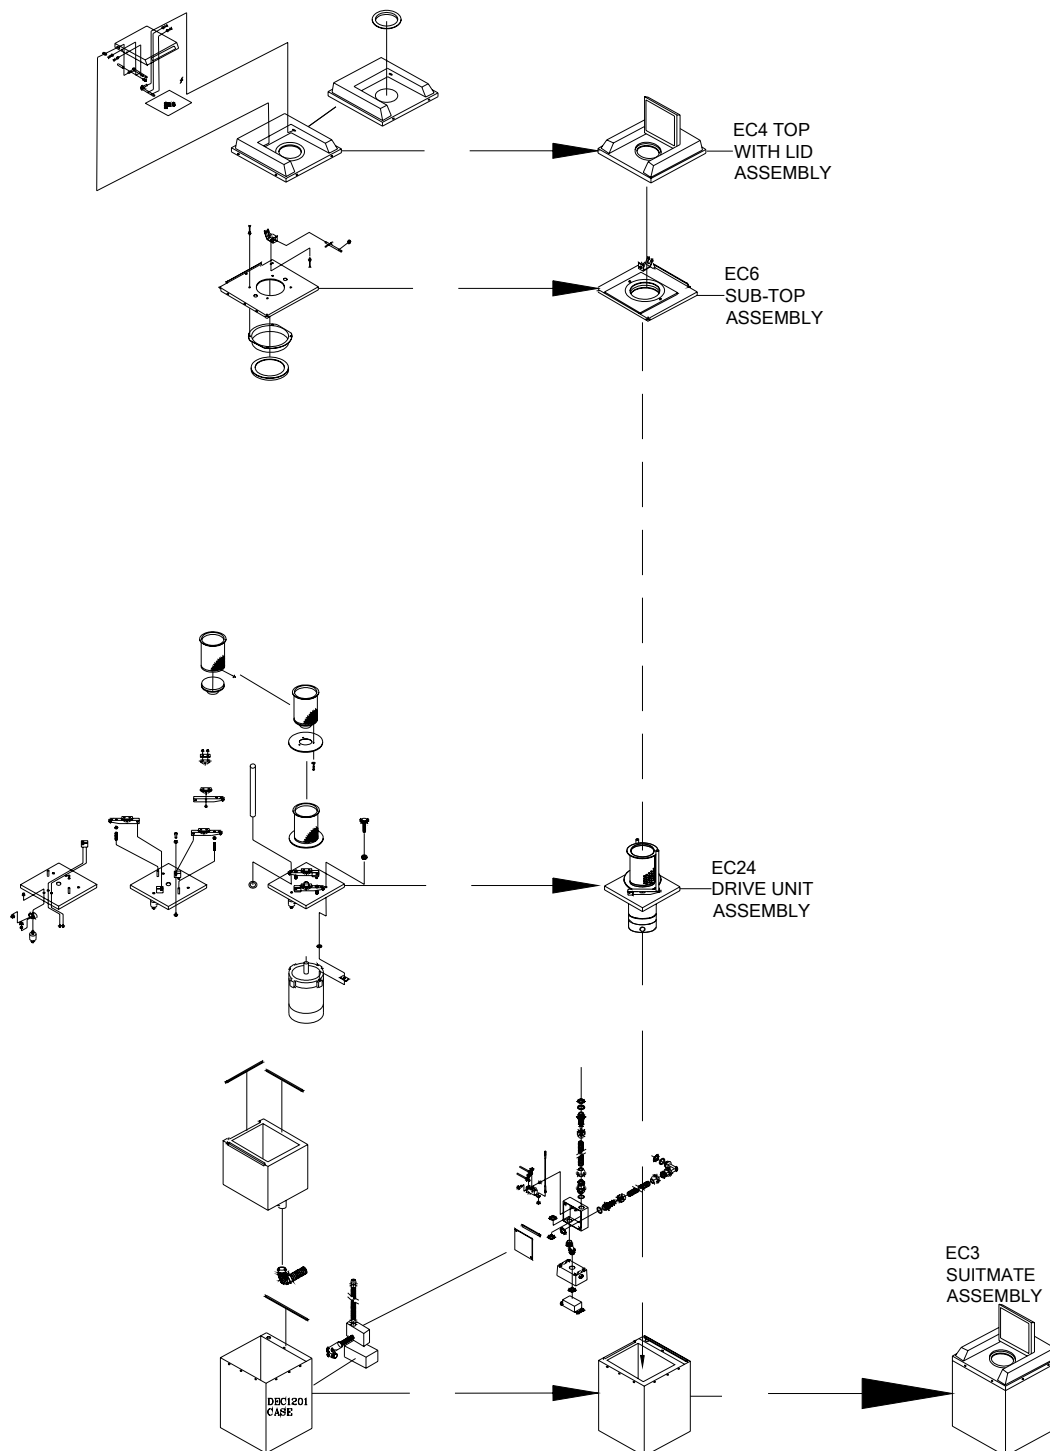 EC4 TOP
WITH LID
ASSEMBLY
EC6
SUB-TOP
ASSEMBLY
EC24
DRIVE UNIT
ASSEMBLY
EC3
SUITMATE
ASSEMBLY
DEC1201
CASE